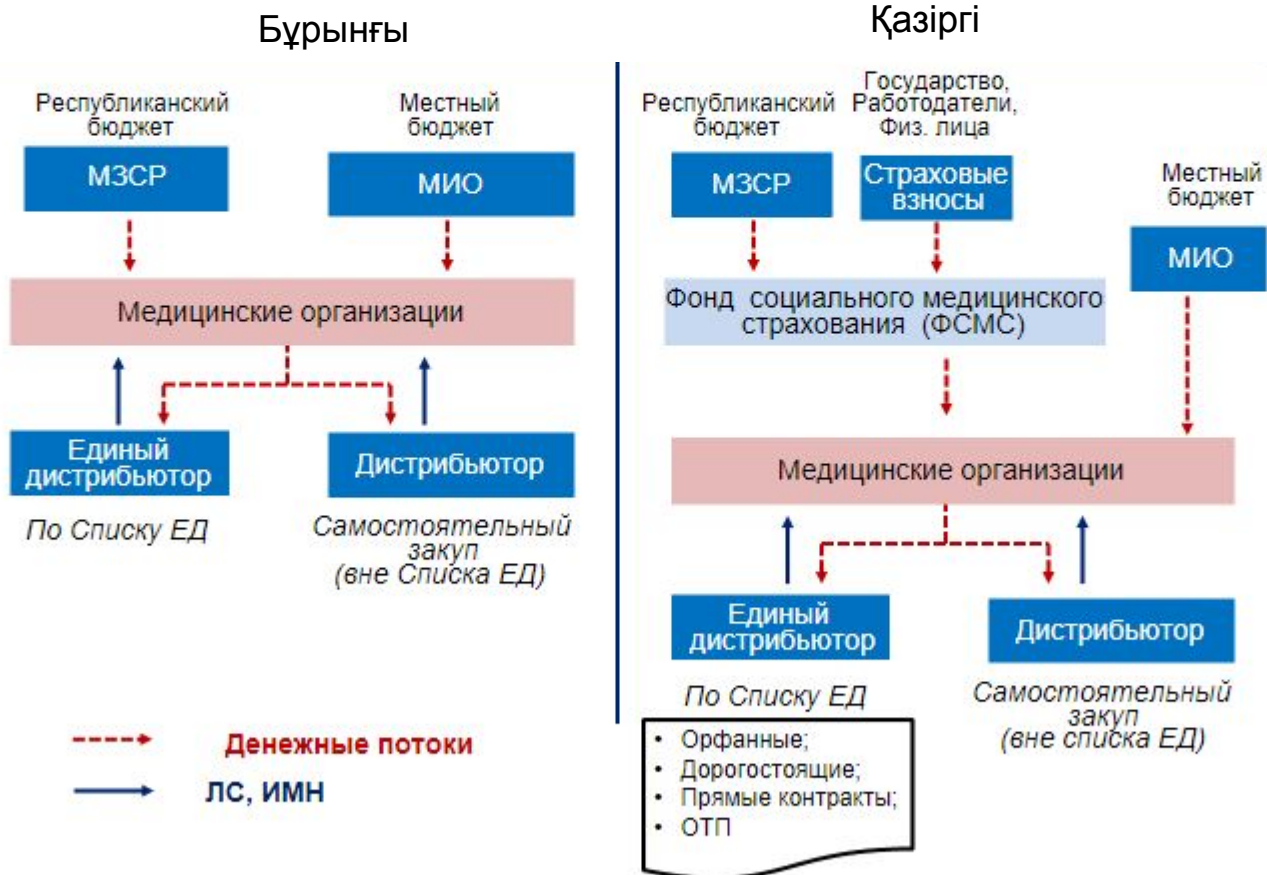 Бұрынғы
Қазіргі
Республиканский
бюджет
МЗСР
Местный
бюджет
МИО
Медицинские организации
Единый
дистрибьютор
По Списку ЕД
Дистрибьютор
Самостоятельный
закуп
(вне Списка ЕД)
Денежные потоки
ЛС, ИМН
Республиканский
бюджет
МЗСР
Государство,
Работодатели,
Физ. лица
Страховые
взносы
Местный
бюджет
МИО
Фонд социального медицинского
страхования (ФСМС)
Медицинские организации
Единый
дистрибьютор
По Списку ЕД
• Орфанные;
• Дорогостоящие;
• Прямые контракты;
• ОТП
Дистрибьютор
Самостоятельный
закуп
(вне списка ЕД)